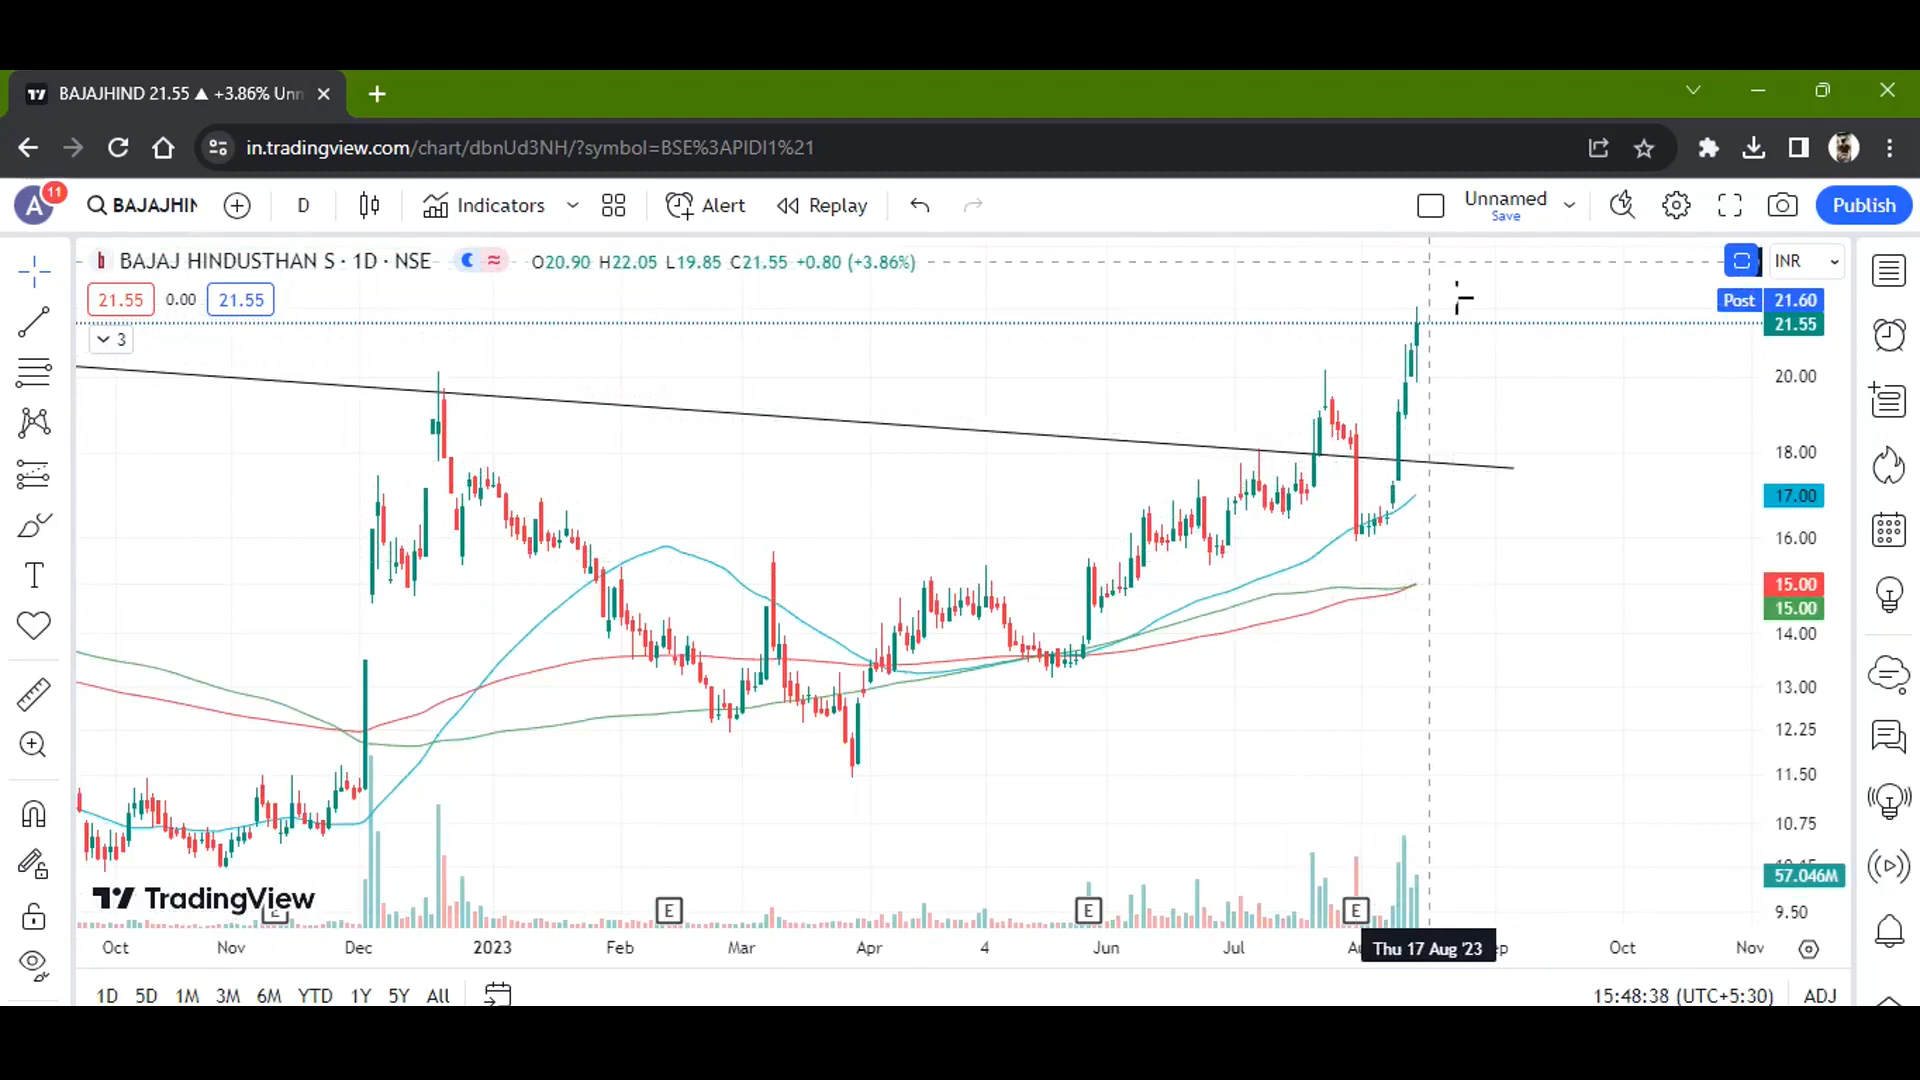 BAJAJHIND 21.55 ▲ +3.86% Unn
in.tradingview.com/chart/dbnUd3NH/?symbol=BSE%3APIDI1%21
A 11 BAJAJHIN D Indicators Alert Replay Unnamed Save Publish
b BAJAJ HINDUSTHAN S · 1D · NSE O20.90 H22.05 L19.85 C21.55 +0.80 (+3.86%) INR
21.55 0.00 21.55 Post 21.60
21.55
3
20.00
18.00
17.00
16.00
15.00
15.00
14.00
13.00
12.25
11.50
10.75
57.046M
TradingView
E E E
9.50
Oct Nov Dec 2023 Feb Mar Apr 4 Jun Jul Thu 17 Aug '23 Oct Nov
1D 5D 1M 3M 6M YTD 1Y 5Y All 15:48:38 (UTC+5:30) ADJ